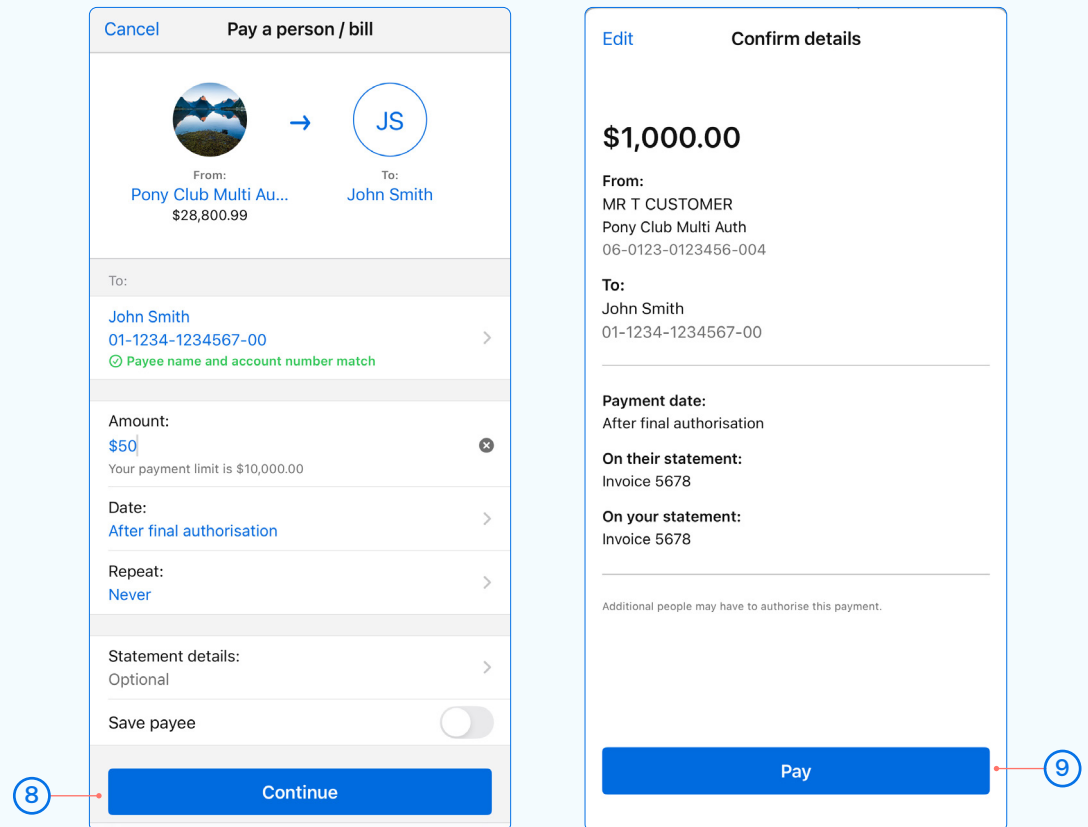 Cancel
Pay a person / bill
JS
From:
Pony Club Multi Au...
$28,800.99
To:
John Smith
To:
John Smith
01-1234-1234567-00
Payee name and account number match
Amount:
$50
Your payment limit is $10,000.00
Date:
After final authorisation
Repeat:
Never
Statement details:
Optional
Save payee
8
Continue
Edit
Confirm details
$1,000.00
From:
MR T CUSTOMER
Pony Club Multi Auth
06-0123-0123456-004
To:
John Smith
01-1234-1234567-00
Payment date:
After final authorisation
On their statement:
Invoice 5678
On your statement:
Invoice 5678
Additional people may have to authorise this payment.
Pay
9